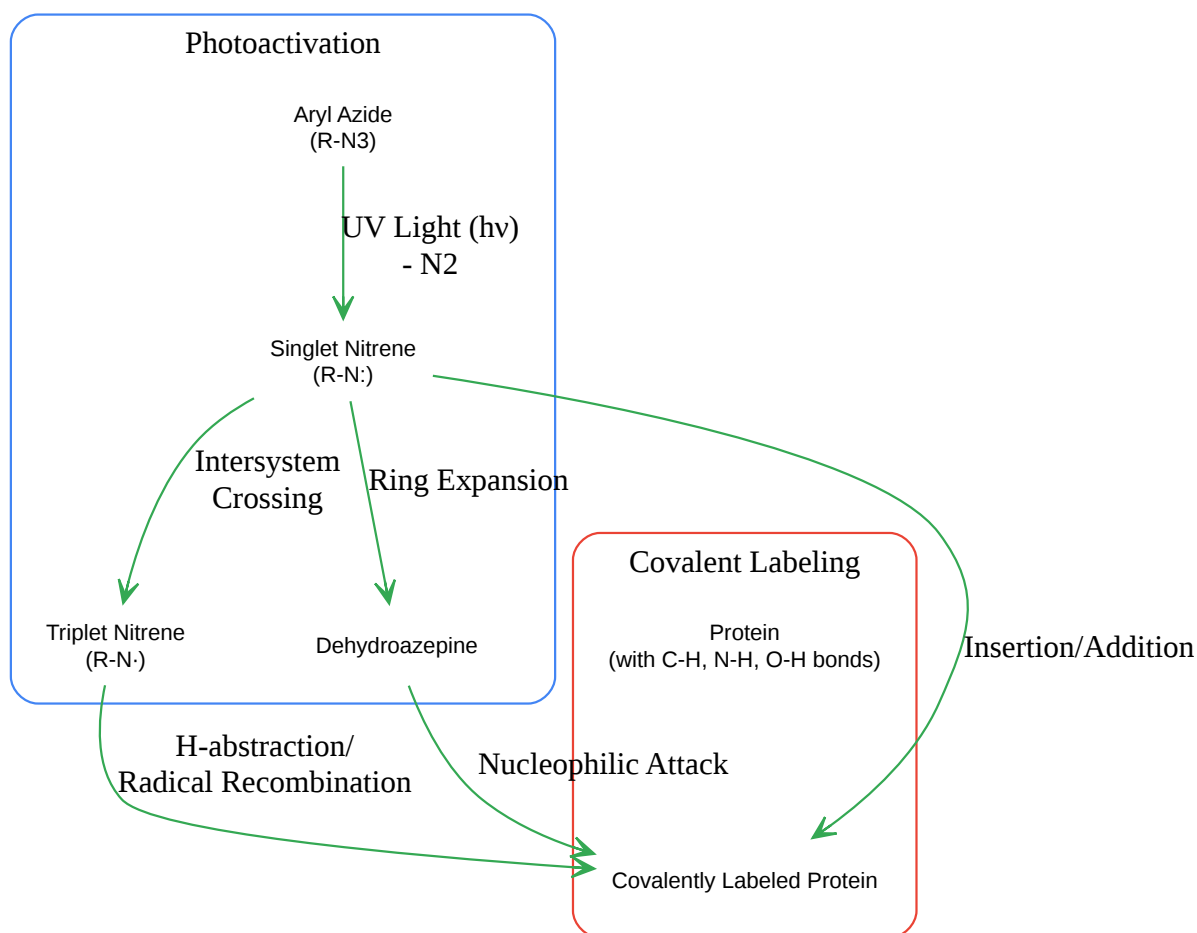 Photoactivation
Aryl Azide
(R-N3)
UV Light (hν)
- N2
Singlet Nitrene
(R-N:)
Intersystem
Crossing
Ring Expansion
Covalent Labeling
Triplet Nitrene
(R-N·)
Dehydroazepine
Protein
(with C-H, N-H, O-H bonds)
Insertion/Addition
H-abstraction/
Radical Recombination
Nucleophilic Attack
Covalently Labeled Protein